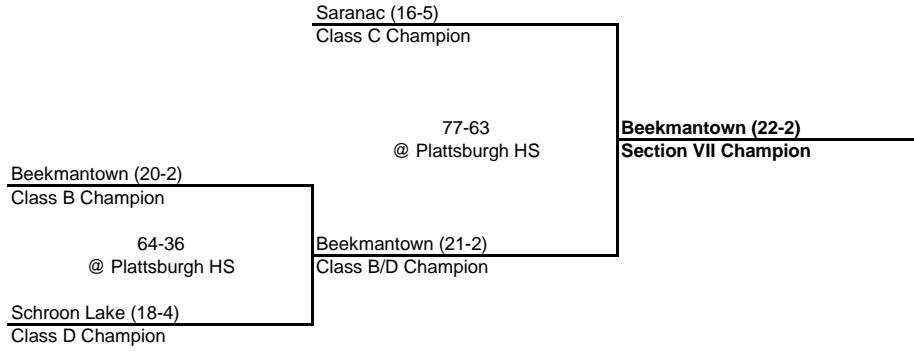 Saranac (16-5)
Class C Champion
77-63
@ Plattsburgh HS
Beekmantown (22-2)
Section VII Champion
Beekmantown (20-2)
Class B Champion
64-36
@ Plattsburgh HS
Beekmantown (21-2)
Class B/D Champion
Schroon Lake (18-4)
Class D Champion